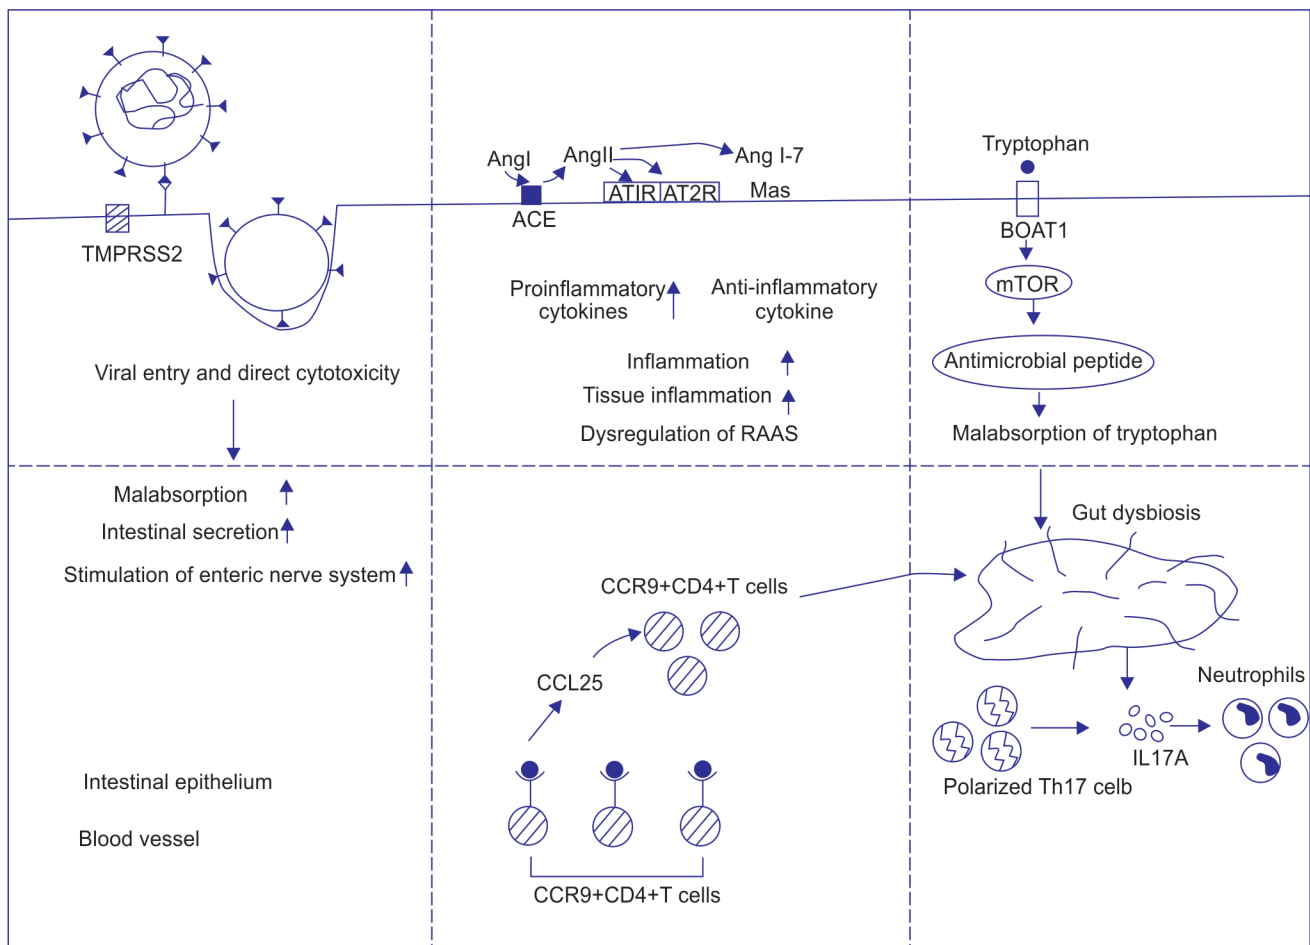 TMPRSS2
Viral entry and direct cytotoxicity
AngI
AngII
Ang I-7
ATIR
AT2R
Mas
ACE
Proinflammatory
cytokines
Anti-inflammatory
cytokine
Inflammation
Tissue inflammation
Dysregulation of RAAS
Tryptophan
BOAT1
mTOR
Antimicrobial peptide
Malabsorption of tryptophan
Malabsorption
Intestinal secretion
Stimulation of enteric nerve system
Intestinal epithelium
Blood vessel
CCR9+CD4+T cells
CCL25
CCR9+CD4+T cells
Gut dysbiosis
Neutrophils
IL17A
Polarized Th17 celb